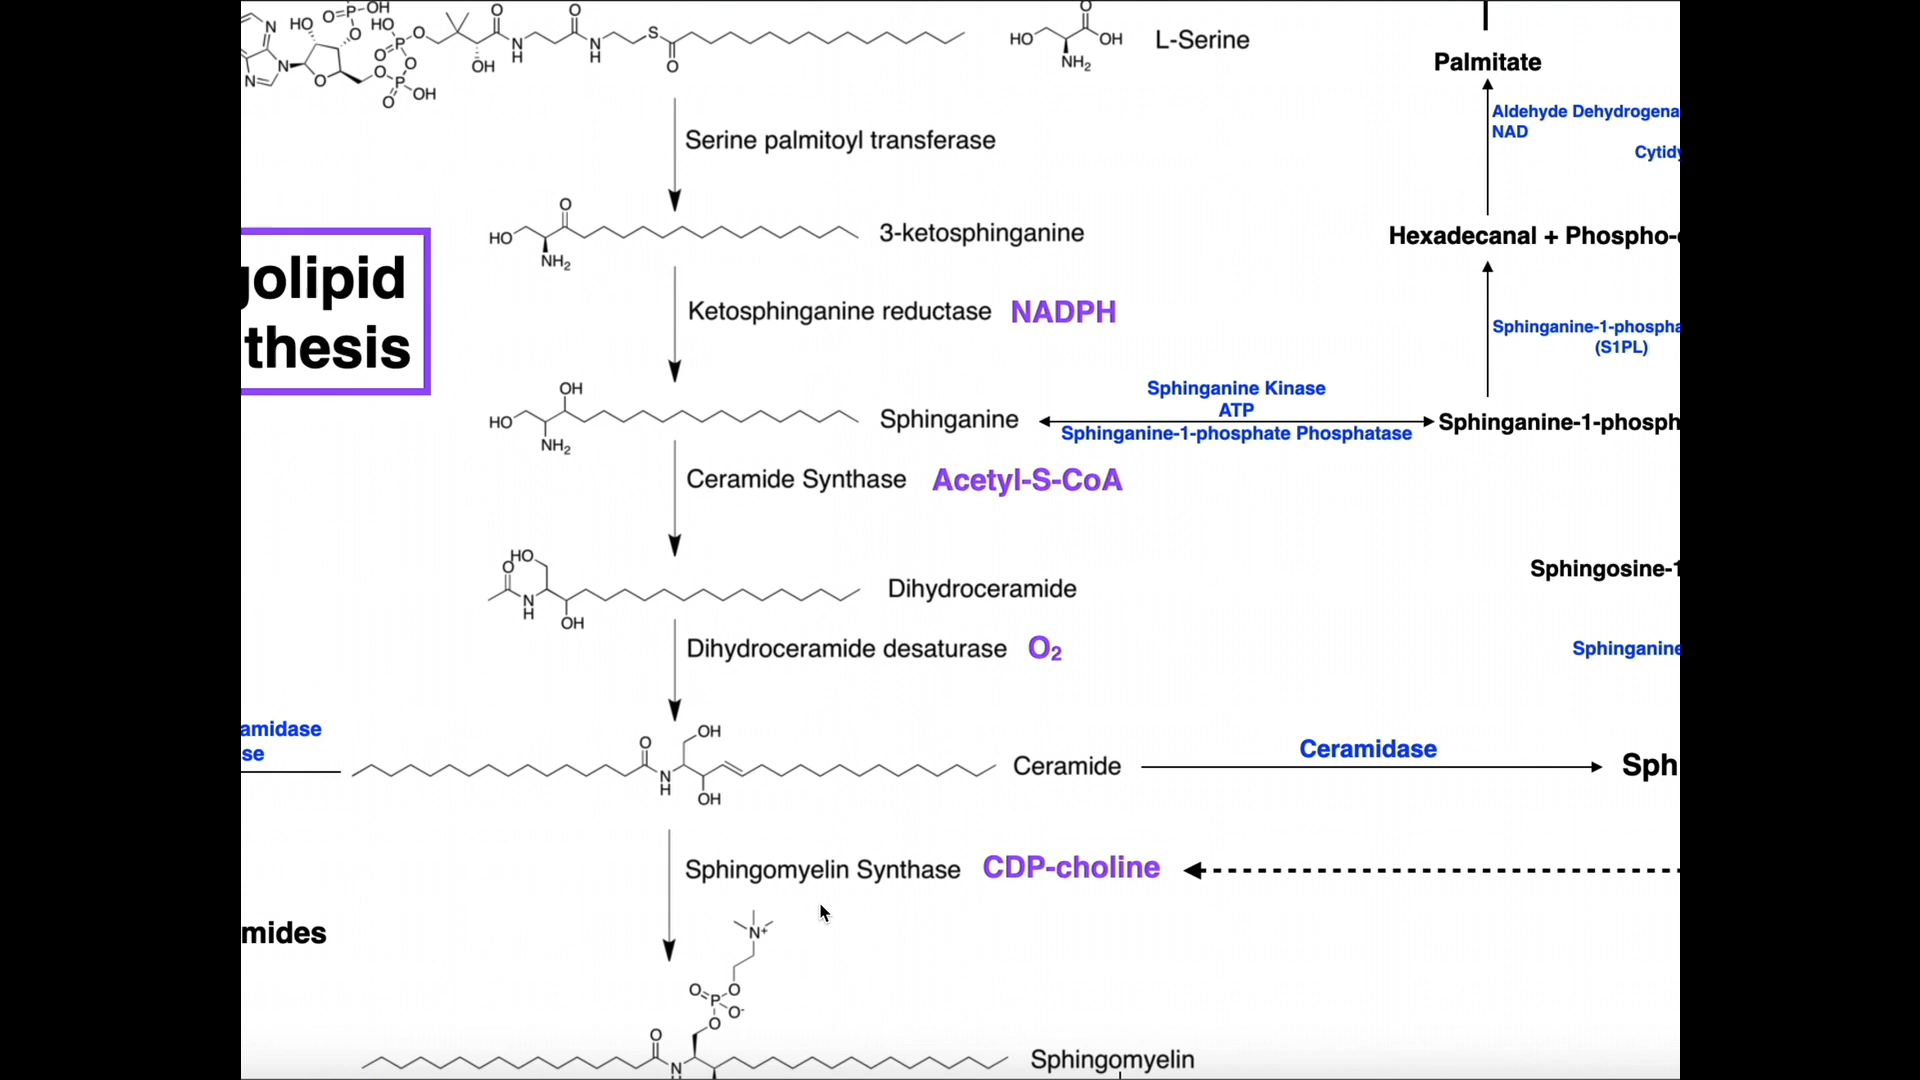 L-Serine
Palmitate
Aldehyde Dehydrogena
NAD
Cytidy
Serine palmitoyl transferase
3-ketosphinganine
Hexadecanal + Phospho-
golipid
thesis
Ketosphinganine reductase NADPH
Sphinganine-1-phospha
(S1PL)
Sphinganine Kinase
ATP
Sphinganine Sphinganine-1-phosph
Sphinganine-1-phosphate Phosphatase
Ceramide Synthase Acetyl-S-CoA
Sphingosine-1
Dihydroceramide
Dihydroceramide desaturase O₂
Sphinganine
amidase
se
Ceramidase
Ceramide Sph
Sphingomyelin Synthase CDP-choline
mides
Sphingomyelin